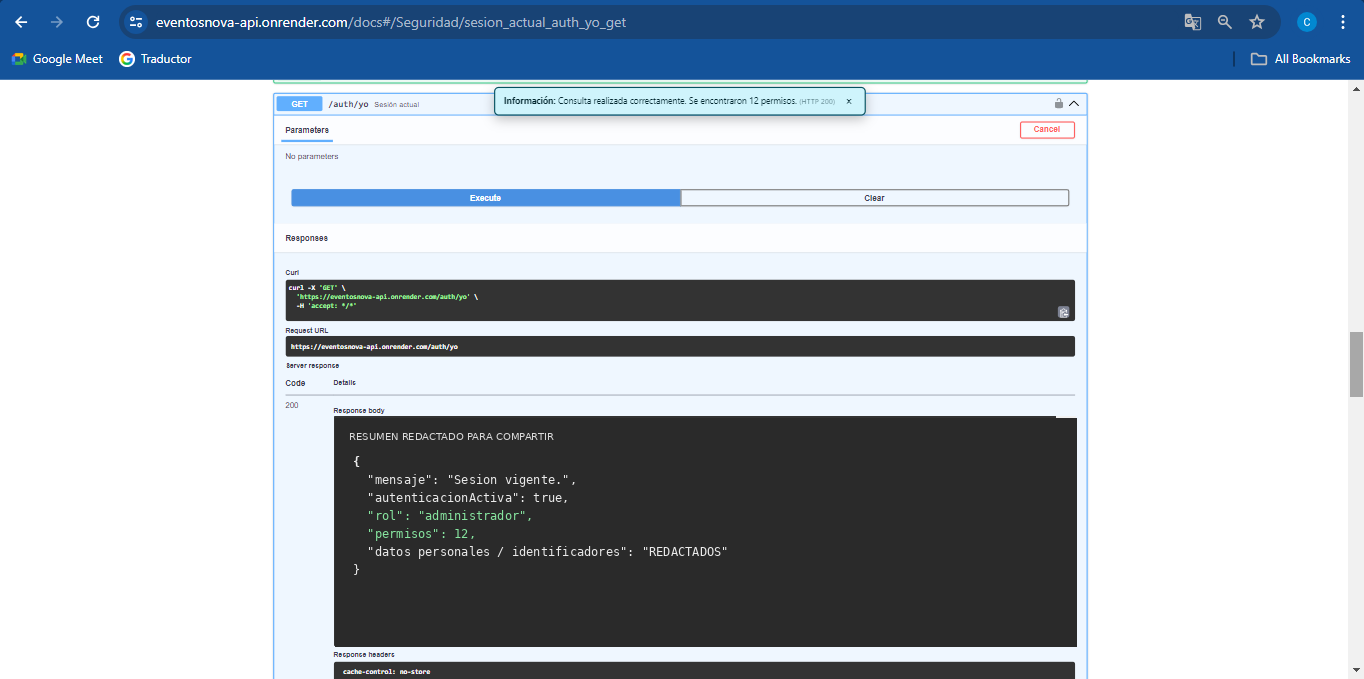 eventosnova-api.onrender.com/docs#/Seguridad/sesion_actual_auth_yo_get
C
Google Meet
Traductor
All Bookmarks
GET /auth/yo Sesión actual
Información: Consulta realizada correctamente. Se encontraron 12 permisos. (HTTP 200) ×
Parameters
Cancel
No parameters
Execute
Clear
Responses
Curl
curl -X 'GET' \
'https://eventosnova-api.onrender.com/auth/yo' \
-H 'accept: */*'
Request URL
https://eventosnova-api.onrender.com/auth/yo
Server response
Code Details
200
Response body
RESUMEN REDACTADO PARA COMPARTIR
{
"mensaje": "Sesion vigente.",
"autenticacionActiva": true,
"rol": "administrador",
"permisos": 12,
"datos personales / identificadores": "REDACTADOS"
}
Response headers
cache-control: no-store